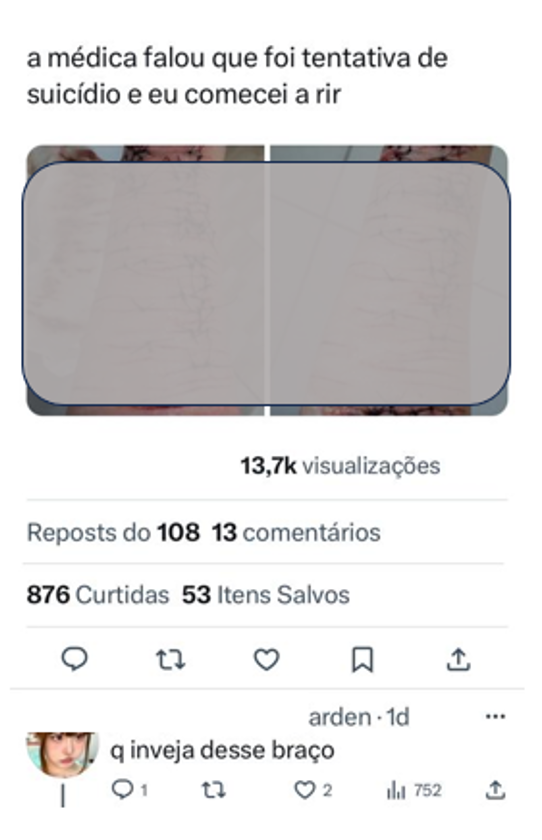 a médica falou que foi tentativa de
suicídio e eu comecei a rir
13,7k visualizações
Reposts do 108 13 comentários
876 Curtidas 53 Itens Salvos
arden · 1d
q inveja desse braço
1 2 752